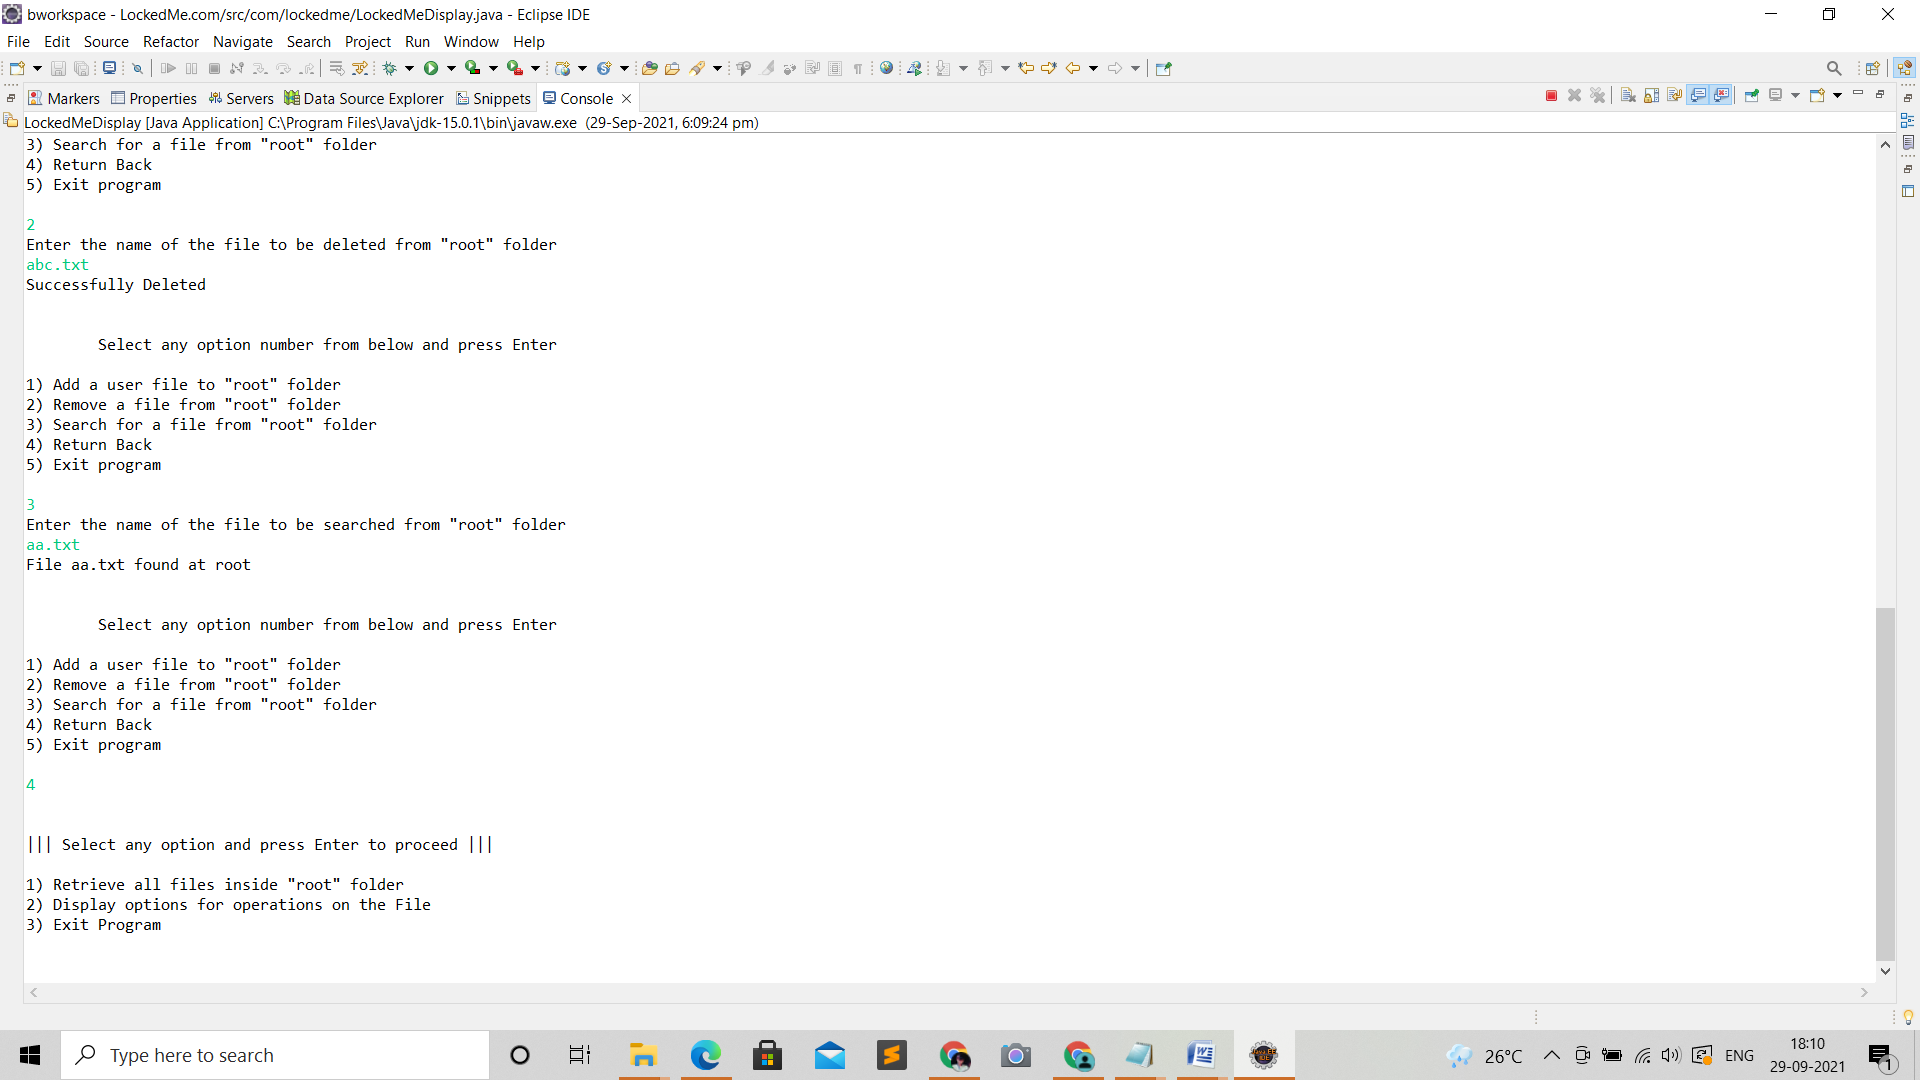 bworkspace - LockedMe.com/src/com/lockedme/LockedMeDisplay.java - Eclipse IDE
File Edit Source Refactor Navigate Search Project Run Window Help
Markers Properties Servers Data Source Explorer Snippets Console
LockedMeDisplay [Java Application] C:\Program Files\Java\jdk-15.0.1\bin\javaw.exe (29-Sep-2021, 6:09:24 pm)
3) Search for a file from "root" folder
4) Return Back
5) Exit program
2
Enter the name of the file to be deleted from "root" folder
abc.txt
Successfully Deleted
Select any option number from below and press Enter
1) Add a user file to "root" folder
2) Remove a file from "root" folder
3) Search for a file from "root" folder
4) Return Back
5) Exit program
3
Enter the name of the file to be searched from "root" folder
aa.txt
File aa.txt found at root
Select any option number from below and press Enter
1) Add a user file to "root" folder
2) Remove a file from "root" folder
3) Search for a file from "root" folder
4) Return Back
5) Exit program
4
||| Select any option and press Enter to proceed |||
1) Retrieve all files inside "root" folder
2) Display options for operations on the File
3) Exit Program
Type here to search
26°C
ENG
18:10
29-09-2021
1